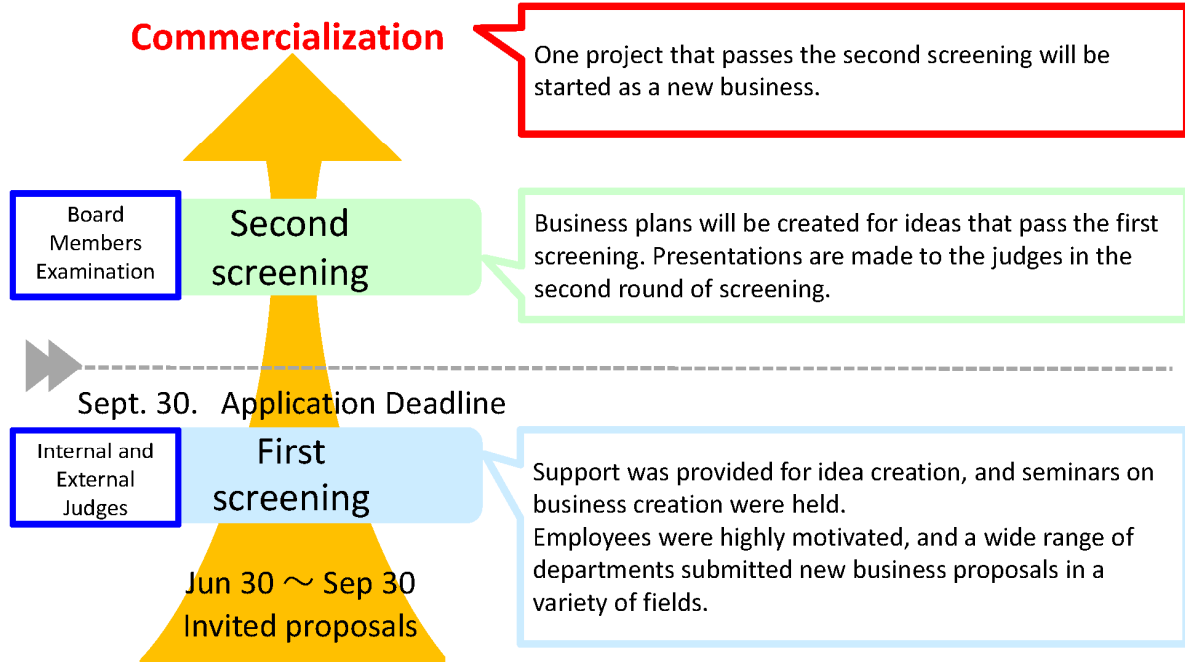 Commercialization
One project that passes the second screening will be
started as a new business.
Board
Members
Examination
Second
screening
Business plans will be created for ideas that pass the first
screening. Presentations are made to the judges in the
second round of screening.
Sept. 30.   Application Deadline
Internal and
External
Judges
First
screening
Support was provided for idea creation, and seminars on
business creation were held.
Employees were highly motivated, and a wide range of
departments submitted new business proposals in a
variety of fields.
Jun 30 ～ Sep 30
Invited proposals